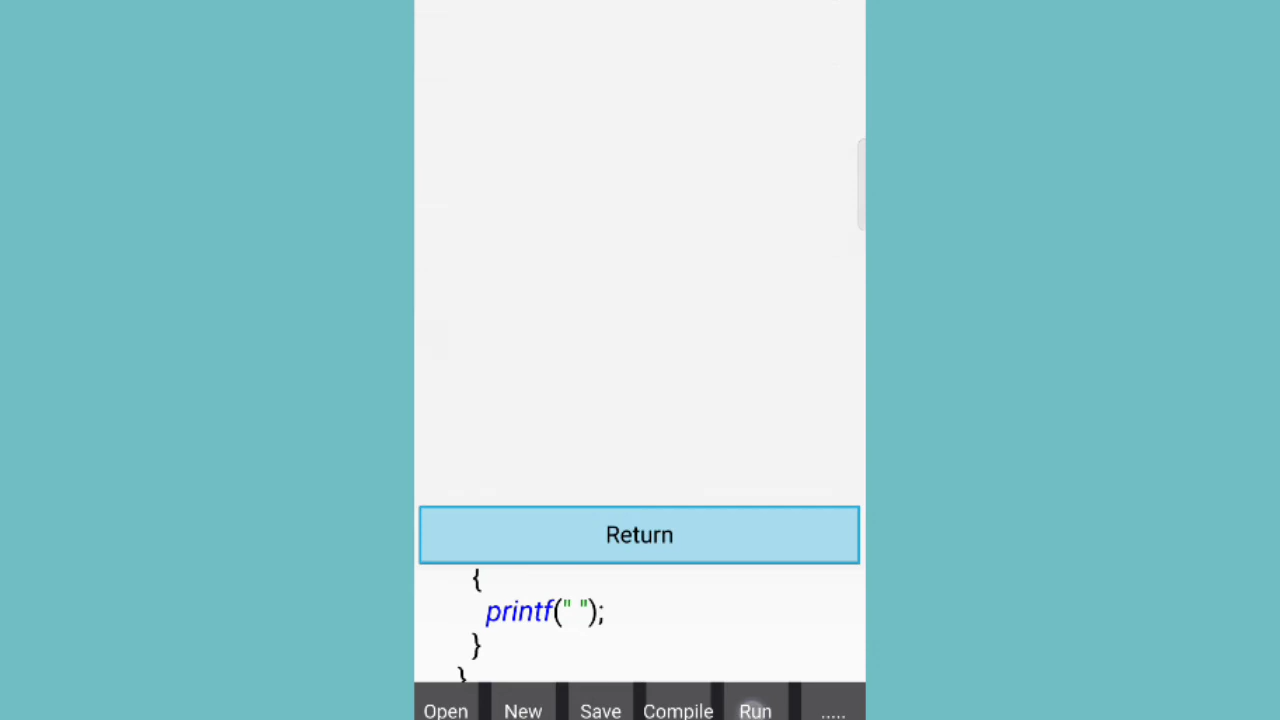 Return
{
printf(" ");
}
}
Open New Save Compile Run .....